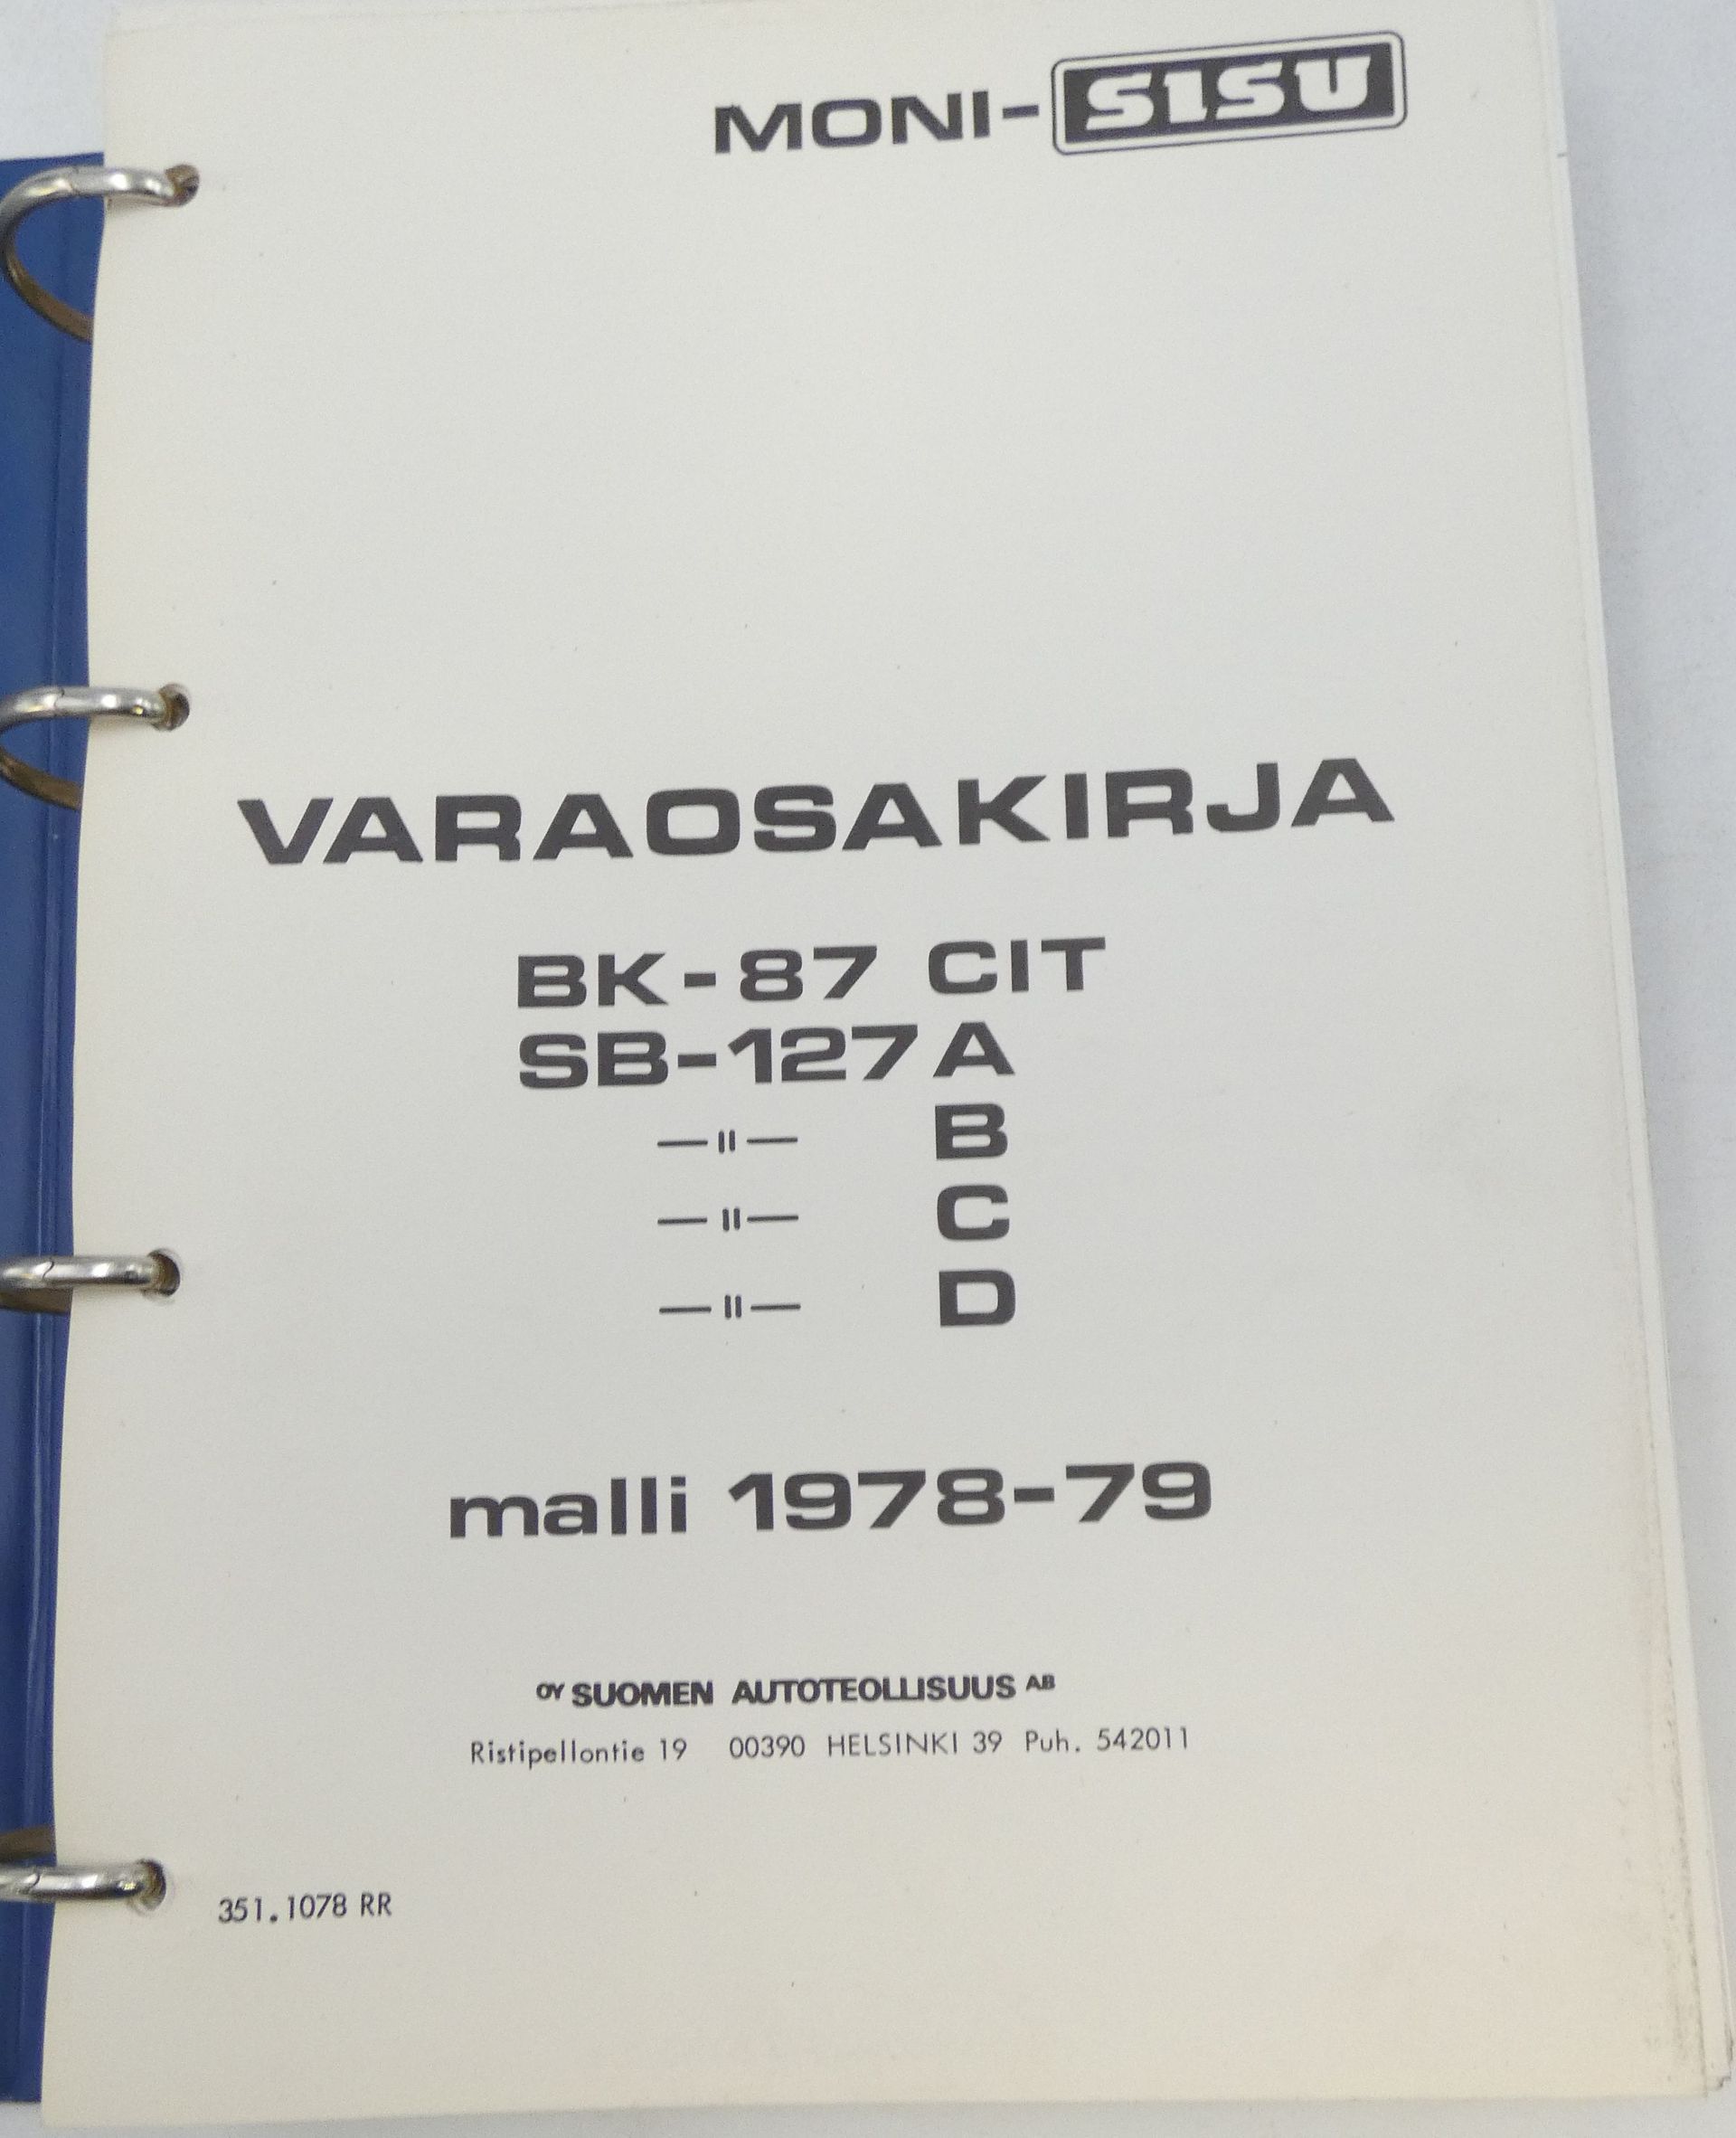 MONI-SISU
VARAOSAKIRJA
BK-87 CIT
SB-127 A
—"— B
—"— C
—"— D
malli 1978-79
OY SUOMEN AUTOTEOLLISUUS AB
Ristipellontie 19 00390 HELSINKI 39 Puh. 542011
351.1078 RR